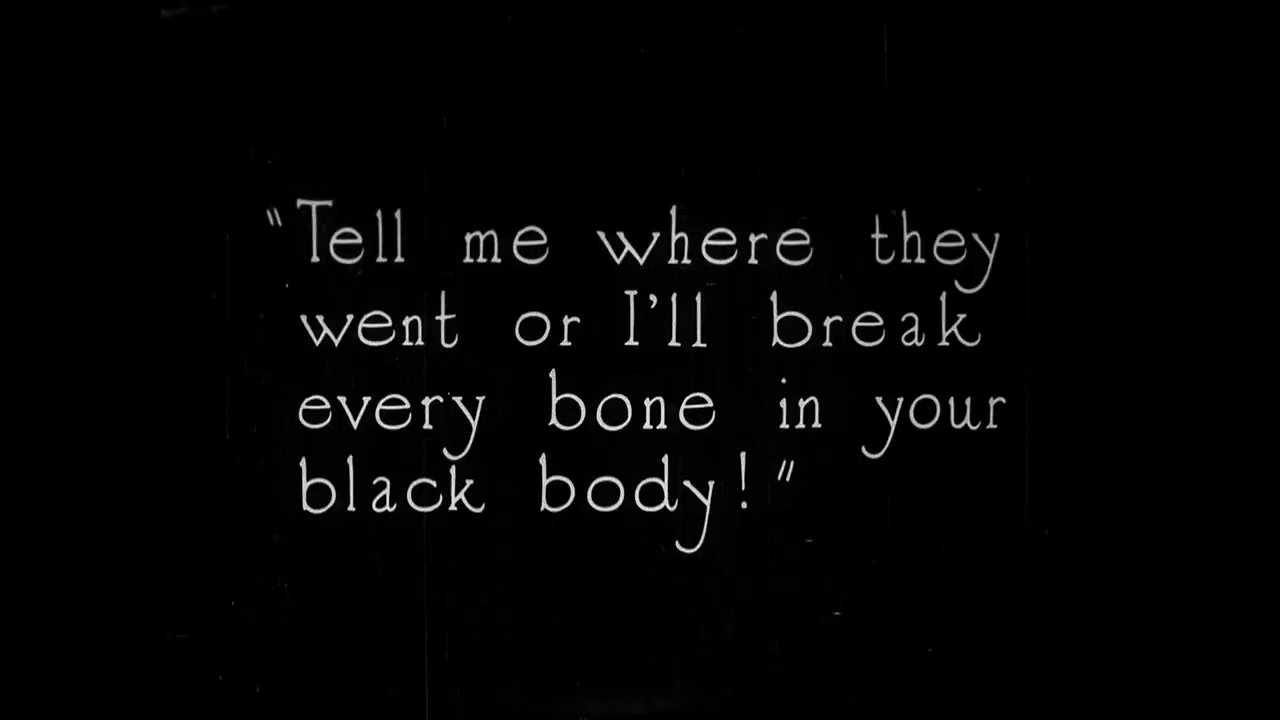 "Tell me where they
went or I'll break
every bone in your
black body!"